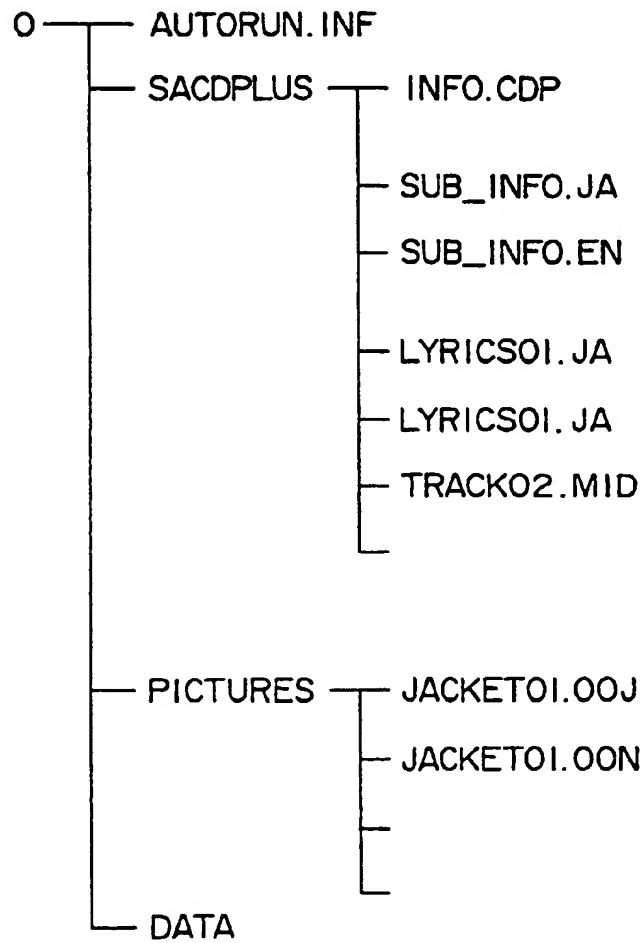 O AUTORUN.INF
SACDPLUS INFO.CDP
SUB_INFO.JA
SUB_INFO.EN
LYRICS01.JA
LYRICS01.JA
TRACK02.MID
PICTURES JACKET01.00J
JACKET01.00N
DATA